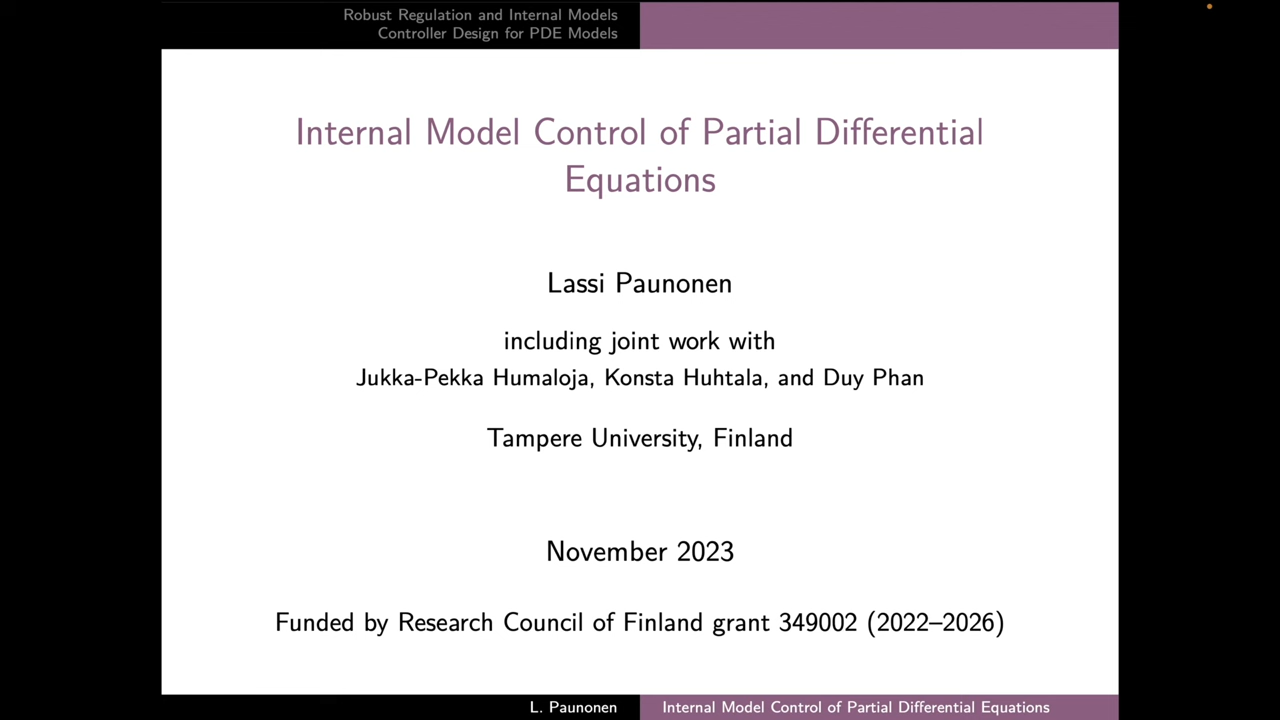 Robust Regulation and Internal Models
Controller Design for PDE Models
Internal Model Control of Partial Differential
Equations
Lassi Paunonen
including joint work with
Jukka-Pekka Humaloja, Konsta Huhtala, and Duy Phan
Tampere University, Finland
November 2023
Funded by Research Council of Finland grant 349002 (2022–2026)
L. Paunonen
Internal Model Control of Partial Differential Equations